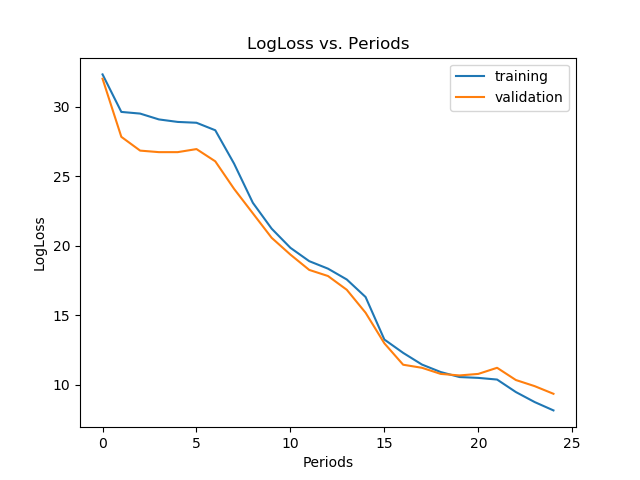 LogLoss vs. Periods
training
validation
LogLoss
30
25
20
15
10
0 5 10 15 20 25
Periods